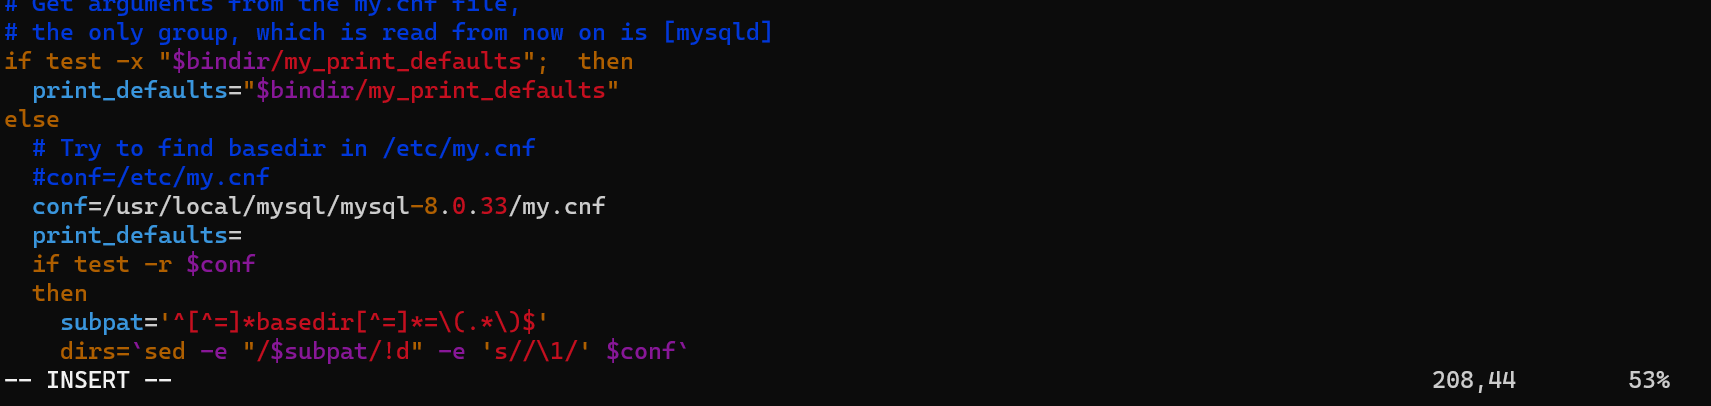 # Get arguments from the my.cnf file,
# the only group, which is read from now on is [mysqld]
if test -x "$bindir/my_print_defaults";  then
  print_defaults="$bindir/my_print_defaults"
else
  # Try to find basedir in /etc/my.cnf
  #conf=/etc/my.cnf
  conf=/usr/local/mysql/mysql-8.0.33/my.cnf
  print_defaults=
  if test -r $conf
  then
    subpat='^[^=]*basedir[^=]*=\(.*\)$'
    dirs=`sed -e "/$subpat/!d" -e 's//\1/' $conf`
-- INSERT -- 208,44 53%